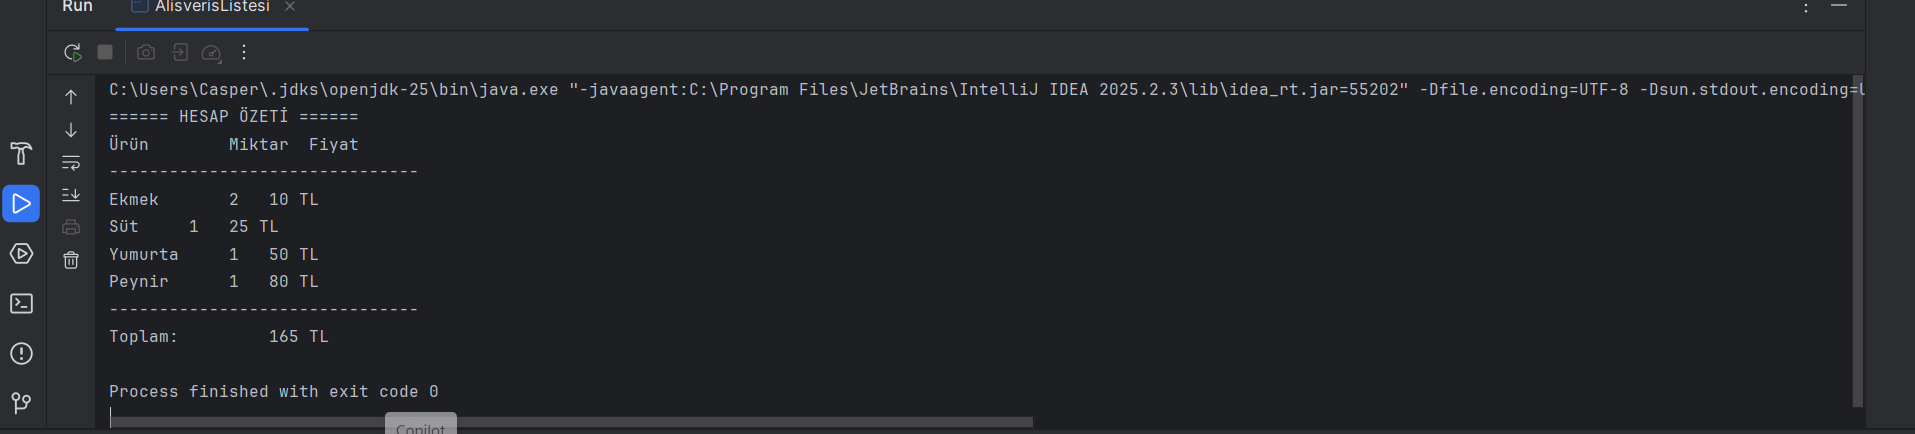 Run AlisverisListesi
C:\Users\Casper\.jdks\openjdk-25\bin\java.exe "-javaagent:C:\Program Files\JetBrains\IntelliJ IDEA 2025.2.3\lib\idea_rt.jar=55202" -Dfile.encoding=UTF-8 -Dsun.stdout.encoding=
====== HESAP ÖZETİ ======
Ürün        Miktar  Fiyat
-------------------------------
Ekmek       2   10 TL
Süt     1   25 TL
Yumurta     1   50 TL
Peynir      1   80 TL
-------------------------------
Toplam:         165 TL
Process finished with exit code 0
Copilot